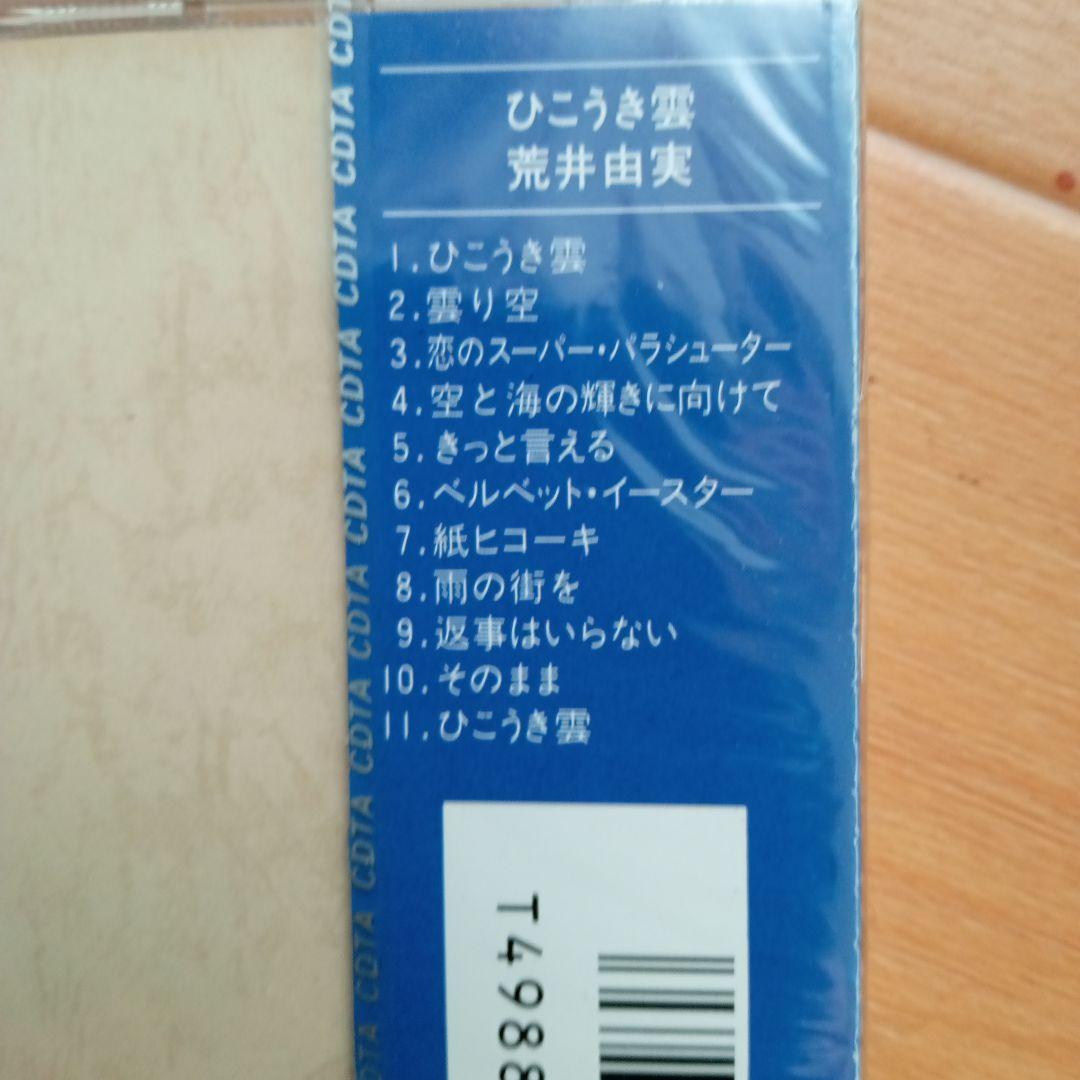 ひこうき雲
荒井由実
1.ひこうき雲
2.雲り空
3.恋のスーパー・パラシューター
4.空と海の輝きに向けて
5.きっと言える
6.ベルベット・イースター
7.紙ヒコーキ
8.雨の街を
9.返事はいらない
10.そのまま
11.ひこうき雲
CDTA CDTA CDTA CDTA CDTA CDTA CDTA CDTA CDTA
T4988